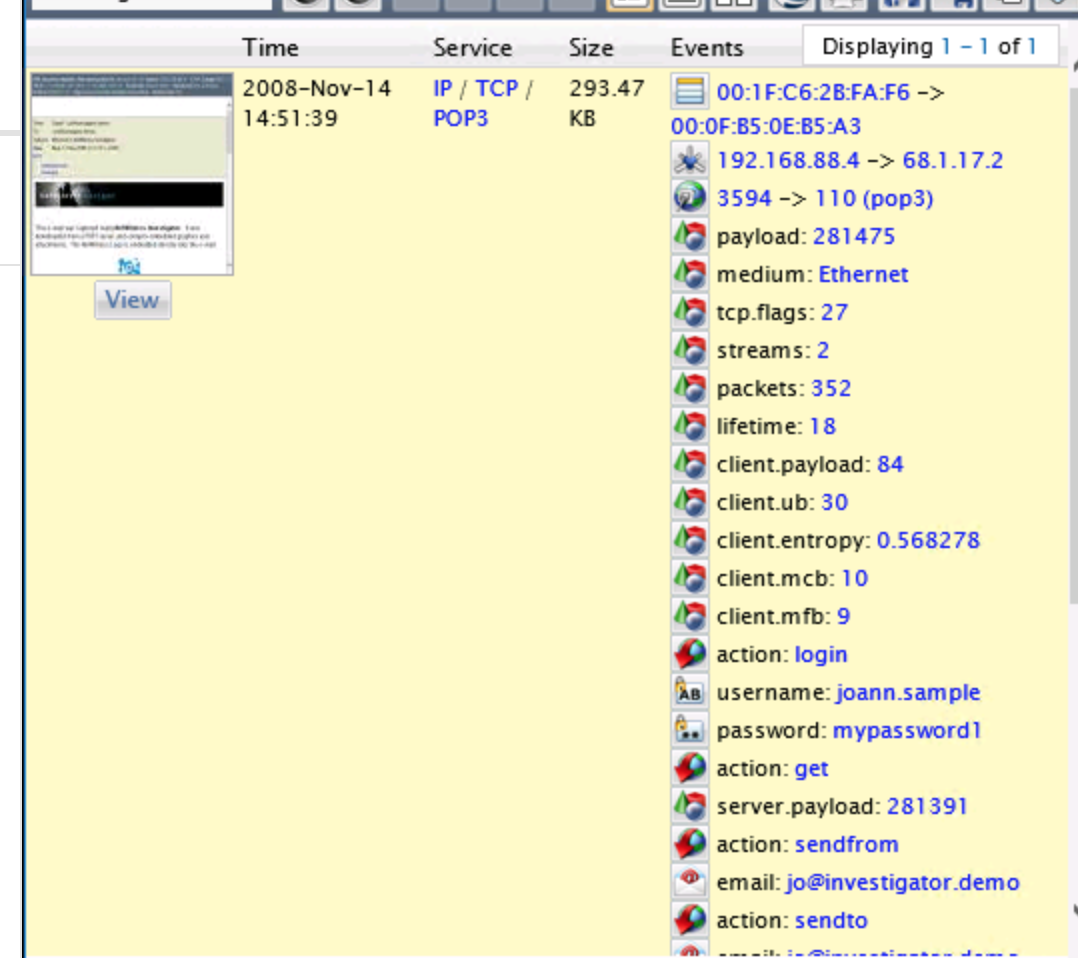 Time Service Size Events Displaying 1 – 1 of 1
2008-Nov-14
14:51:39
IP / TCP /
POP3
293.47
KB
View
00:1F:C6:2B:FA:F6 ->
00:0F:B5:0E:B5:A3
192.168.88.4 -> 68.1.17.2
3594 -> 110 (pop3)
payload: 281475
medium: Ethernet
tcp.flags: 27
streams: 2
packets: 352
lifetime: 18
client.payload: 84
client.ub: 30
client.entropy: 0.568278
client.mcb: 10
client.mfb: 9
action: login
AB username: joann.sample
password: mypassword1
action: get
server.payload: 281391
action: sendfrom
email: jo@investigator.demo
action: sendto